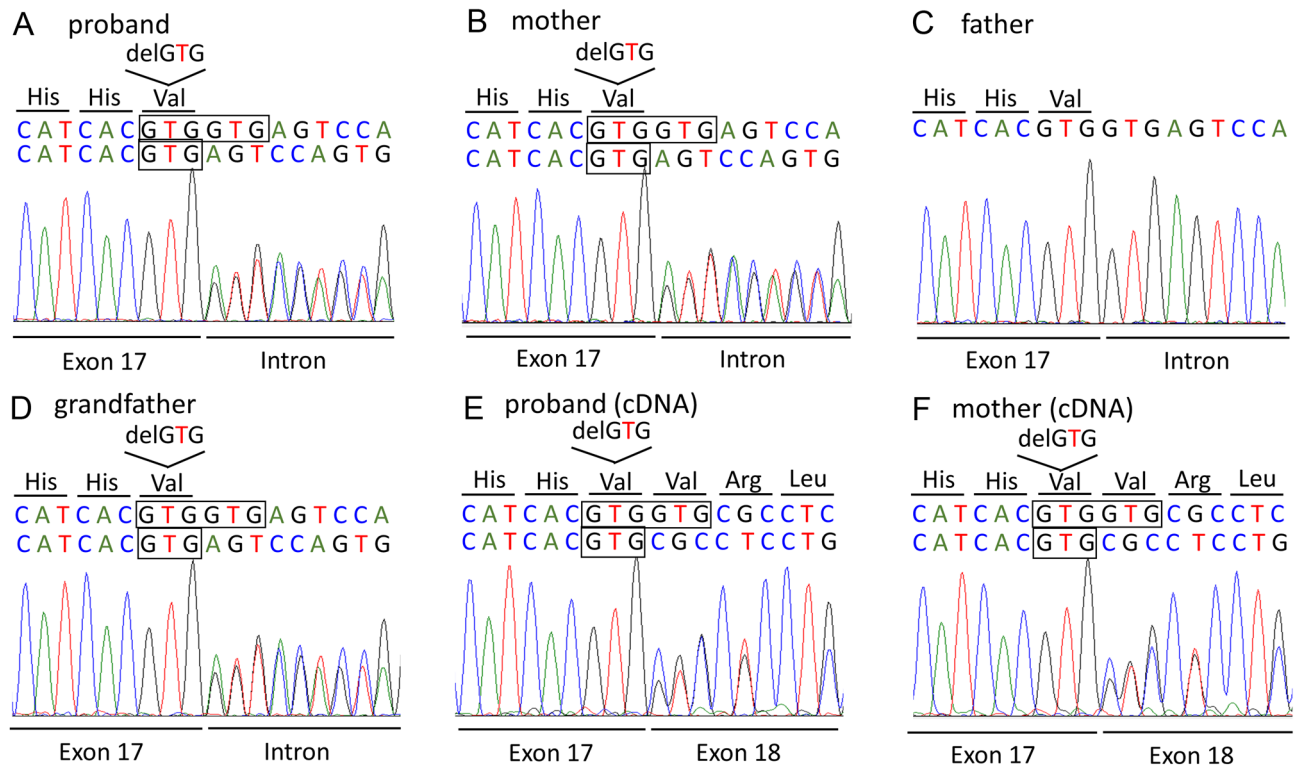 A proband
delGTG
His His Val
CATCACGTGGTGAGTCCA
CATCACGTGAGTCCAGTG
Exon 17 Intron
B mother
delGTG
His His Val
CATCACGTGGTGAGTCCA
CATCACGTGAGTCCAGTG
Exon 17 Intron
C father
His His Val
CATCACGTGGTGAGTCCA
Exon 17 Intron
D grandfather
delGTG
His His Val
CATCACGTGGTGAGTCCA
CATCACGTGAGTCCAGTG
Exon 17 Intron
E proband (cDNA)
delGTG
His His Val Val Arg Leu
CATCACGTGGTGCGCCTC
CATCACGTGCGCCTCCTG
Exon 17 Exon 18
F mother (cDNA)
delGTG
His His Val Val Arg Leu
CATCACGTGGTGCGCCTC
CATCACGTGCGCCTCCTG
Exon 17 Exon 18